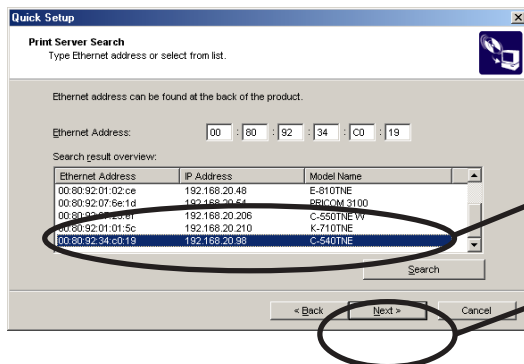 Quick Setup
Print Server Search
Type Ethernet address or select from list.
Ethernet address can be found at the back of the product.
Ethernet Address: 00 : 80 : 92 : 34 : C0 : 19
Search result overview:
Ethernet Address IP Address Model Name
00:80:92:01:02:ce 192.168.20.48 E-810TNE
00:80:92:07:6e:1d 192.168.20.54 PRICOM 3100
192.168.20.206 C-550TNE W
00:80:92:01:01:5c 192.168.20.210 K-710TNE
00:80:92:34:c0:19 192.168.20.98 C-540TNE
Search
< Back Next > Cancel